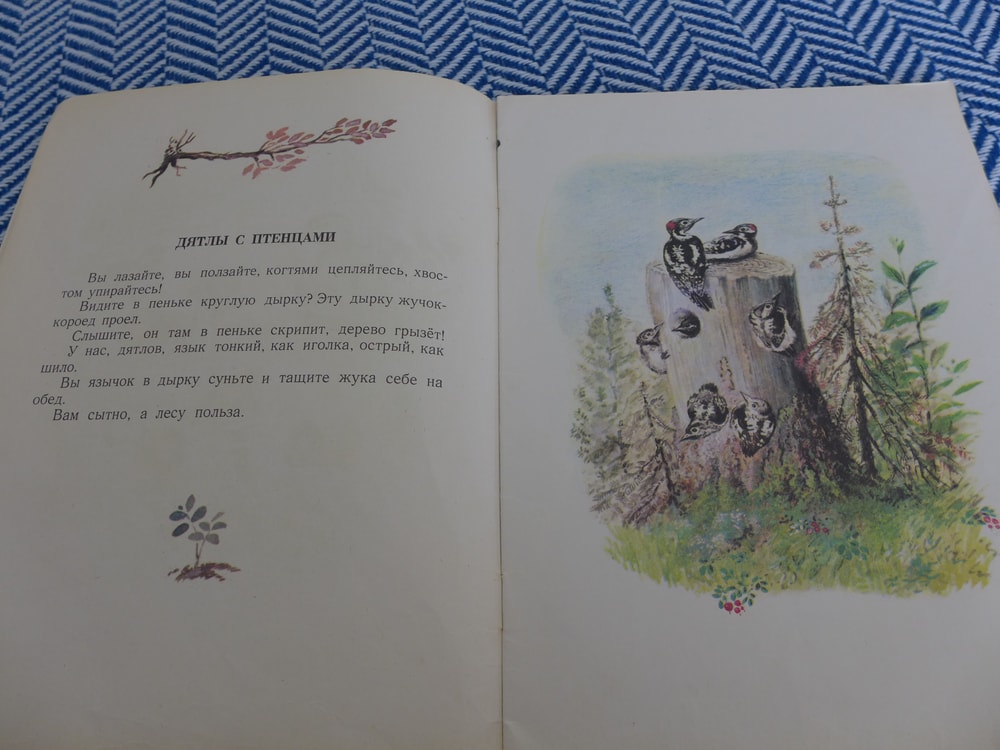 ДЯТЛЫ С ПТЕНЦАМИ
Вы лазайте, вы ползайте, когтями цепляйтесь, хвос-
том упирайтесь!
Видите в пеньке круглую дырку? Эту дырку жучок-
короед проел.
Слышите, он там в пеньке скрипит, дерево грызёт!
У нас, дятлов, язык тонкий, как иголка, острый, как
шило.
Вы язычок в дырку суньте и тащите жука себе на
обед.
Вам сытно, а лесу польза.